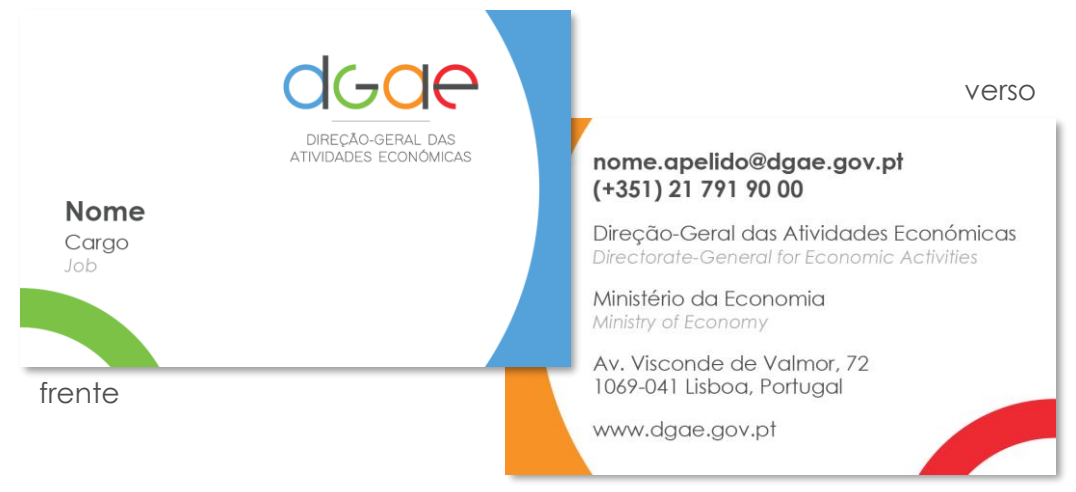 dgae
DIREÇÃO-GERAL DAS
ATIVIDADES ECONÓMICAS
Nome
Cargo
Job
frente
verso
nome.apelido@dgae.gov.pt
(+351) 21 791 90 00
Direção-Geral das Atividades Económicas
Directorate-General for Economic Activities
Ministério da Economia
Ministry of Economy
Av. Visconde de Valmor, 72
1069-041 Lisboa, Portugal
www.dgae.gov.pt